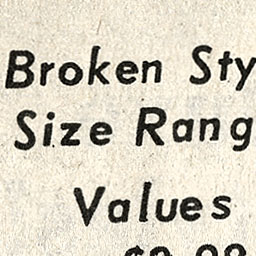 Broken Sty
Size Rang
Values